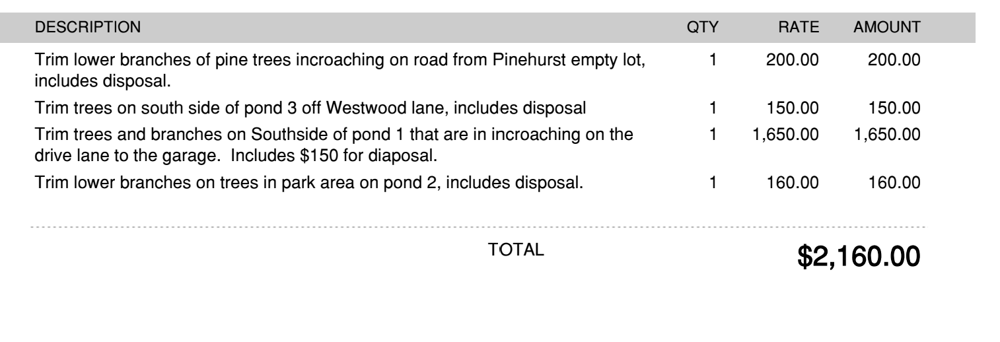 DESCRIPTION QTY RATE AMOUNT
Trim lower branches of pine trees incroaching on road from Pinehurst empty lot, 1 200.00 200.00
includes disposal.
Trim trees on south side of pond 3 off Westwood lane, includes disposal 1 150.00 150.00
Trim trees and branches on Southside of pond 1 that are in incroaching on the 1 1,650.00 1,650.00
drive lane to the garage.  Includes $150 for diaposal.
Trim lower branches on trees in park area on pond 2, includes disposal. 1 160.00 160.00
TOTAL $2,160.00